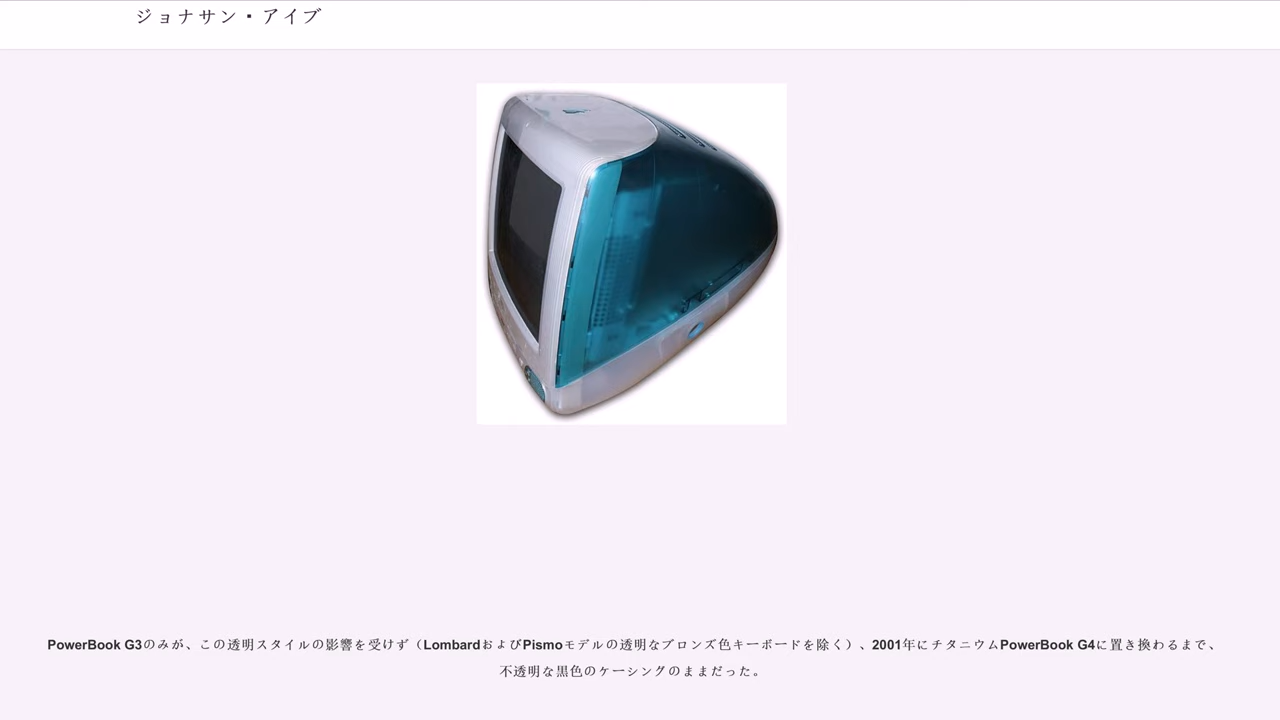 ジョナサン・アイブ
PowerBook G3のみが、この透明スタイルの影響を受けず（LombardおよびPismoモデルの透明なブロンズ色キーボードを除く）、2001年にチタニウムPowerBook G4に置き換わるまで、
不透明な黒色のケーシングのままだった。